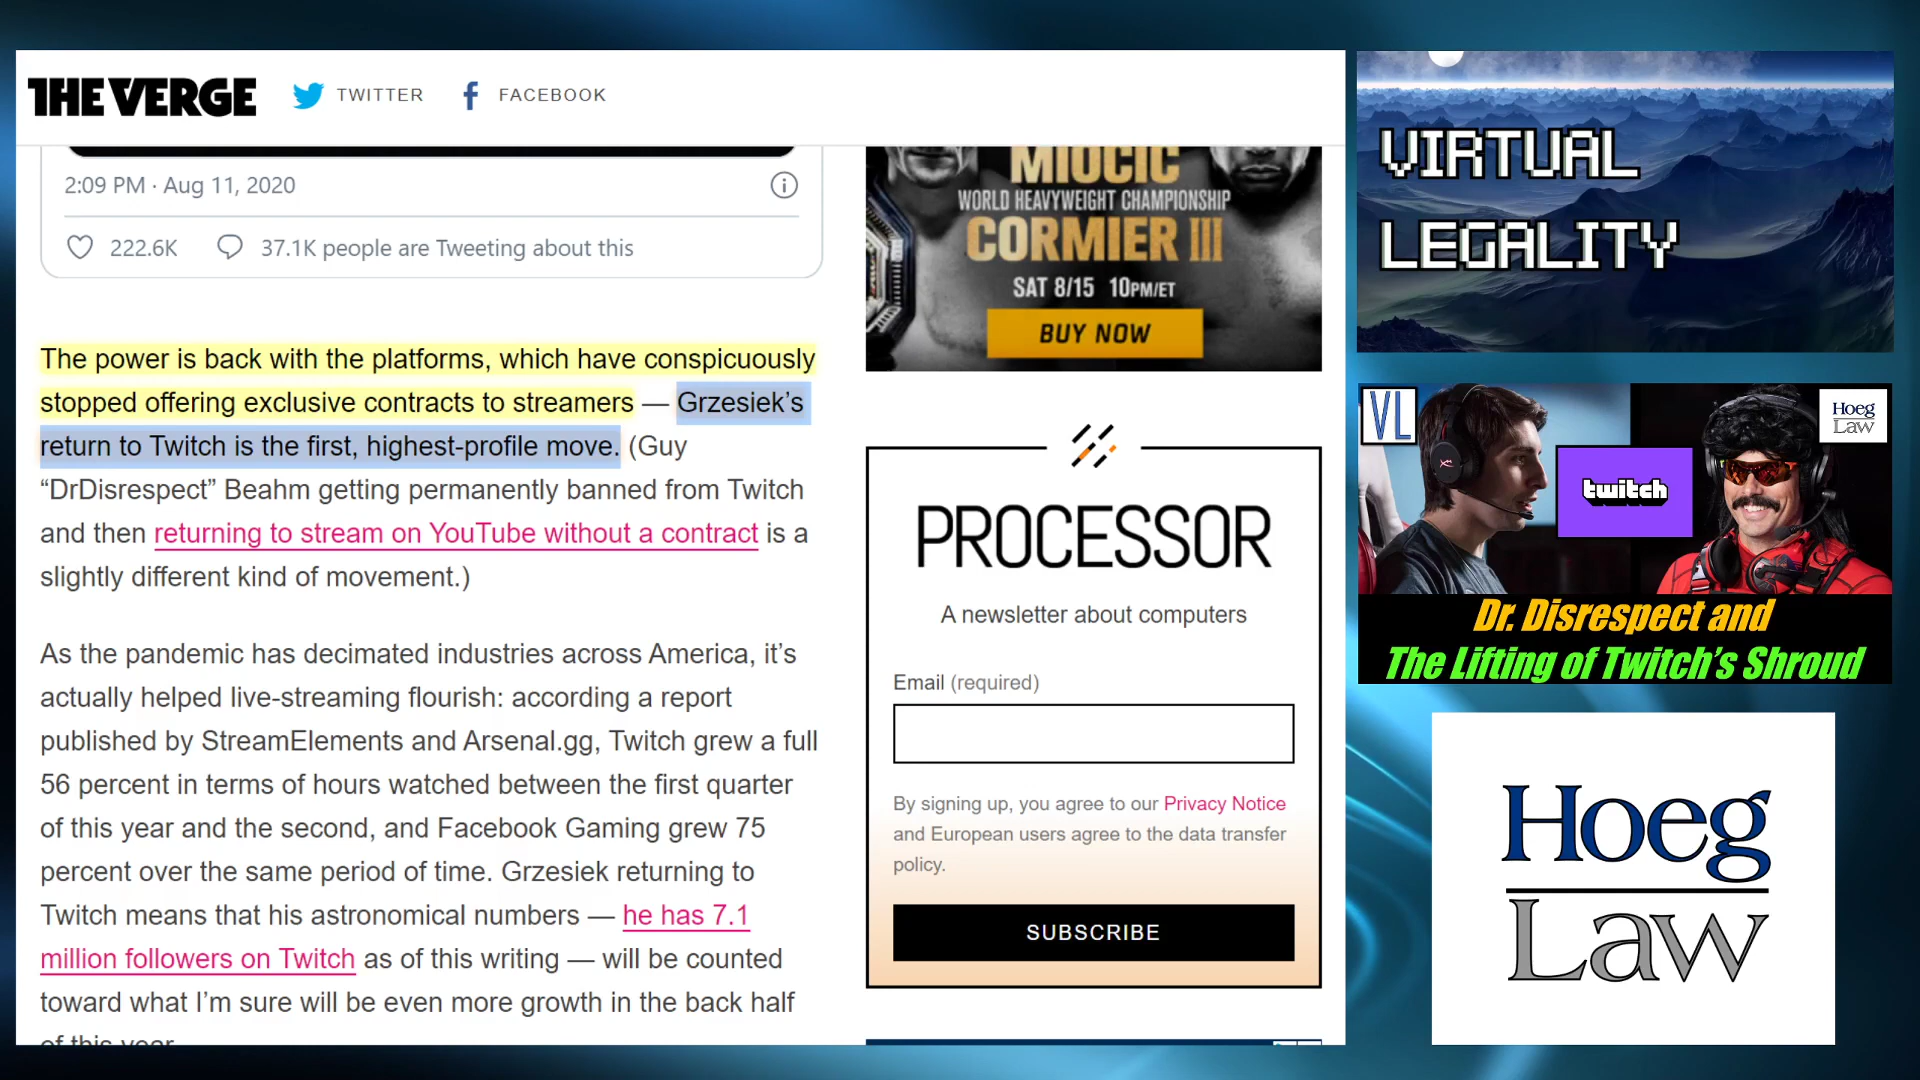 THE VERGE
TWITTER
FACEBOOK
2:09 PM · Aug 11, 2020
222.6K
37.1K people are Tweeting about this
The power is back with the platforms, which have conspicuously
stopped offering exclusive contracts to streamers — Grzesiek’s
return to Twitch is the first, highest-profile move. (Guy
“DrDisrespect” Beahm getting permanently banned from Twitch
and then returning to stream on YouTube without a contract is a
slightly different kind of movement.)
As the pandemic has decimated industries across America, it’s
actually helped live-streaming flourish: according a report
published by StreamElements and Arsenal.gg, Twitch grew a full
56 percent in terms of hours watched between the first quarter
of this year and the second, and Facebook Gaming grew 75
percent over the same period of time. Grzesiek returning to
Twitch means that his astronomical numbers — he has 7.1
million followers on Twitch as of this writing — will be counted
toward what I’m sure will be even more growth in the back half
of this year.
MIOCIC
WORLD HEAVYWEIGHT CHAMPIONSHIP
CORMIER III
SAT 8/15 10PM/ET
BUY NOW
PROCESSOR
A newsletter about computers
Email (required)
By signing up, you agree to our Privacy Notice
and European users agree to the data transfer
policy.
SUBSCRIBE
VIRTUAL
LEGALITY
VL
Hoeg
Law
twitch
Dr. Disrespect and
The Lifting of Twitch's Shroud
Hoeg
Law